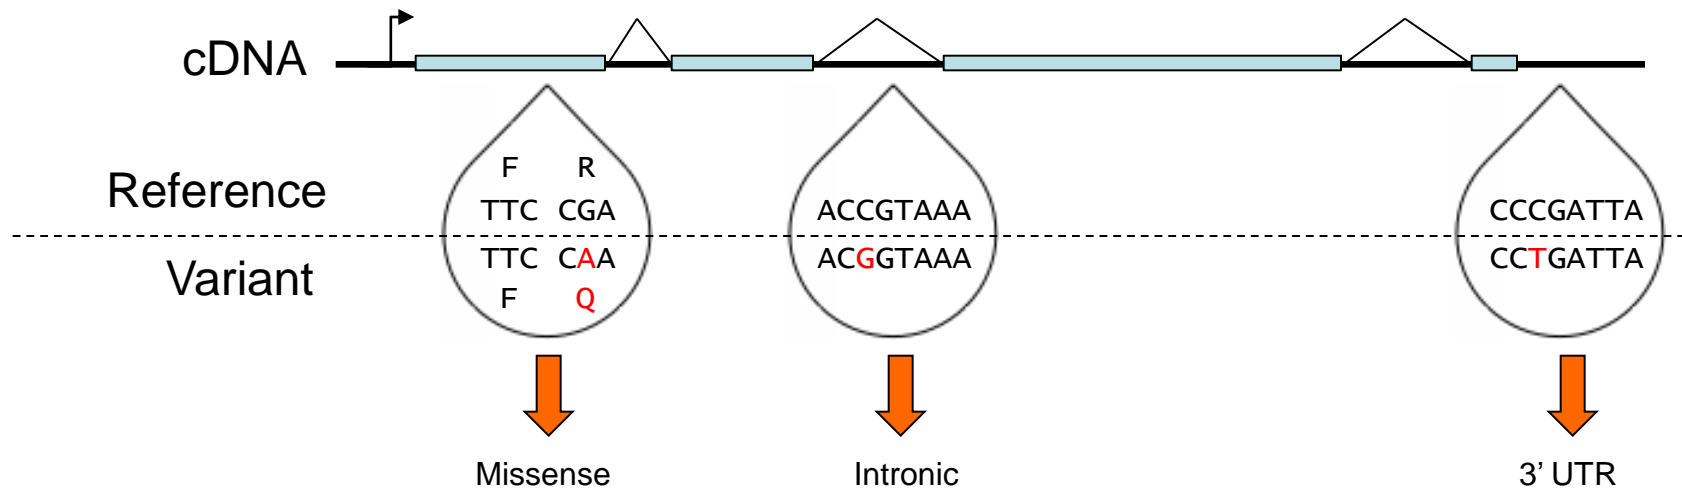 cDNA
F R
Reference
TTC CGA ACCGTAAA CCCGATTA
TTC CAA ACGGTAAA CCTGATTA
Variant
F Q
Missense Intronic 3’ UTR